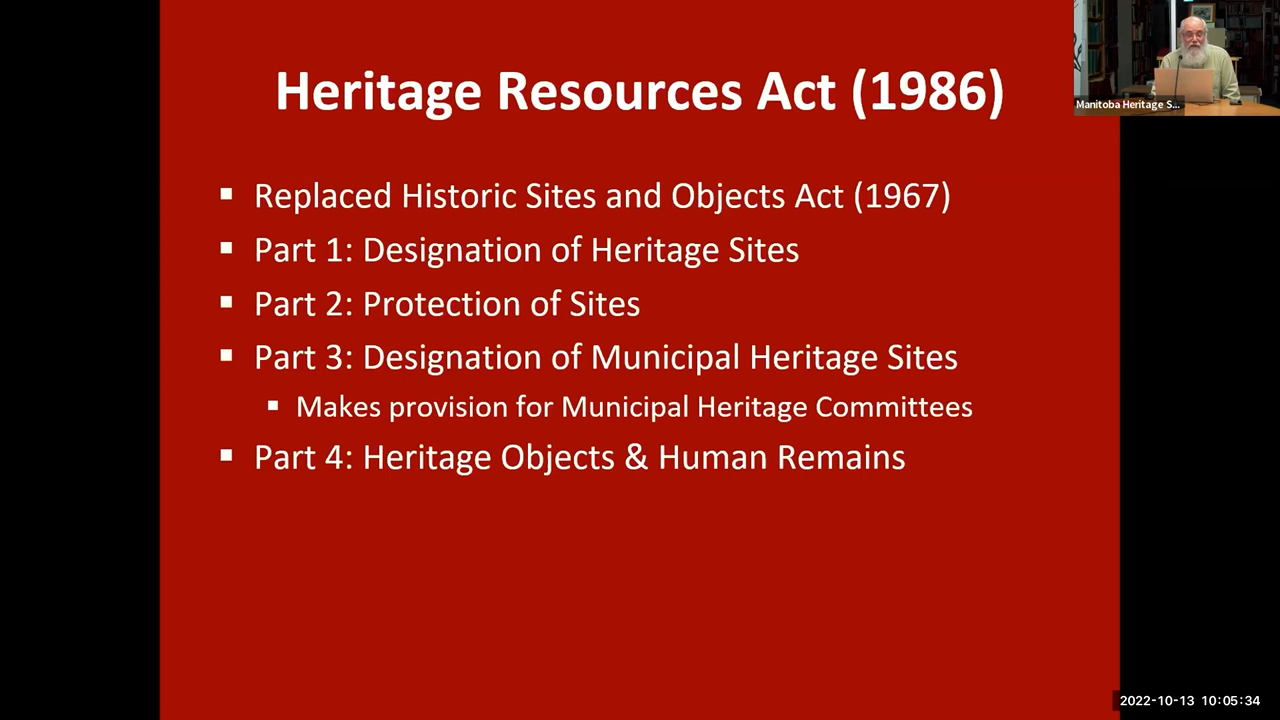 Heritage Resources Act (1986)
Manitoba Heritage S...
▪ Replaced Historic Sites and Objects Act (1967)
▪ Part 1: Designation of Heritage Sites
▪ Part 2: Protection of Sites
▪ Part 3: Designation of Municipal Heritage Sites
▪ Makes provision for Municipal Heritage Committees
▪ Part 4: Heritage Objects & Human Remains
2022-10-13 10:05:34